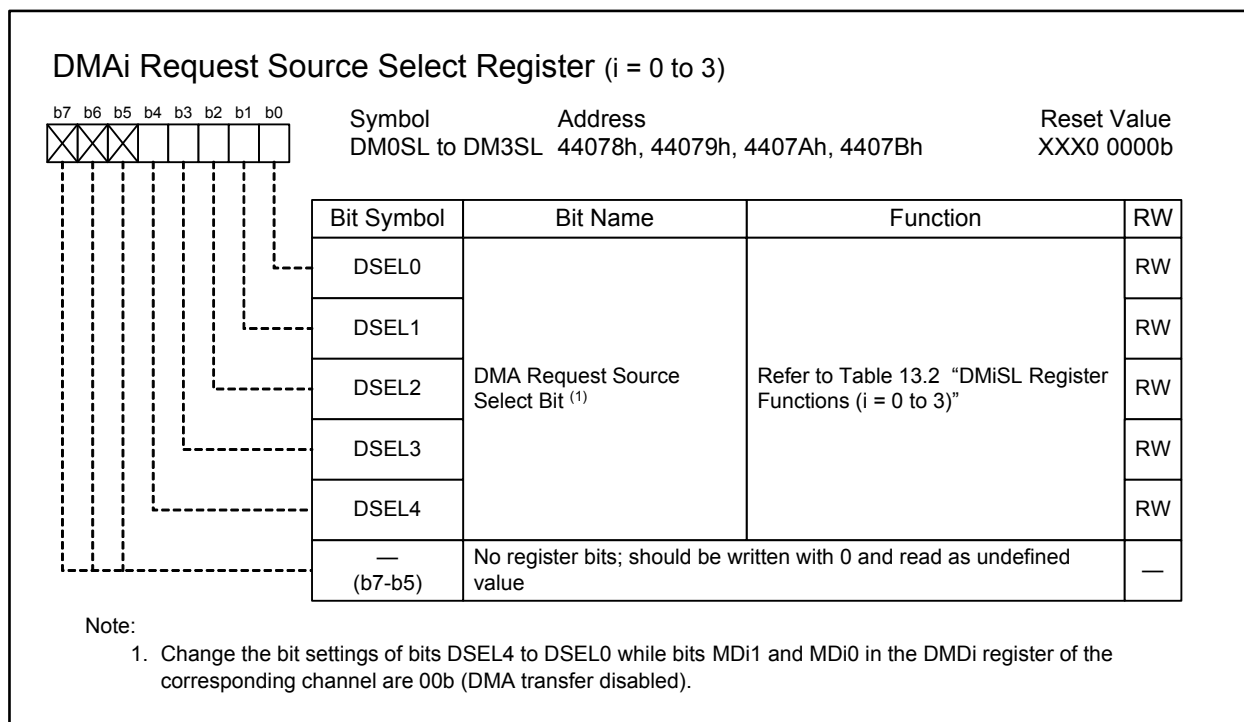 DMAi Request Source Select Register (i = 0 to 3)
b7 b6 b5 b4 b3 b2 b1 b0
Symbol Address Reset Value
DM0SL to DM3SL 44078h, 44079h, 4407Ah, 4407Bh XXX0 0000b
Bit Symbol Bit Name Function RW
DSEL0 RW
DSEL1 RW
DSEL2 RW
DSEL3 RW
DSEL4 RW
DMA Request Source
Select Bit (1)
Refer to Table 13.2 “DMiSL Register
Functions (i = 0 to 3)”
—
(b7-b5)
No register bits; should be written with 0 and read as undefined
value
—
Note:
1. Change the bit settings of bits DSEL4 to DSEL0 while bits MDi1 and MDi0 in the DMDi register of the
corresponding channel are 00b (DMA transfer disabled).